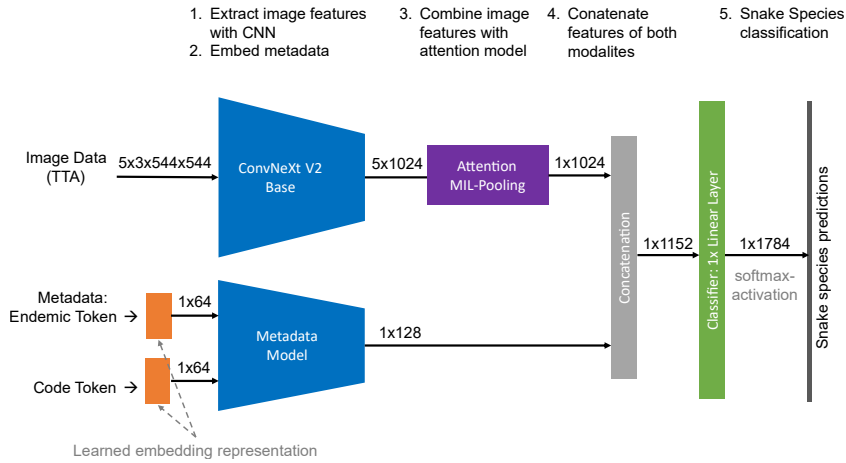 1. Extract image features
with CNN
2. Embed metadata
3. Combine image
features with
attention model
4. Conatenate
features of both
modalites
5. Snake Species
classification
Image Data
(TTA)
5x3x544x544
ConvNeXt V2
Base
5x1024
Attention
MIL-Pooling
1x1024
Concatenation
1x1152
Classifier: 1x Linear Layer
1x1784
softmax-
activation
Snake species predictions
Metadata:
Endemic Token →
1x64
Metadata
Model
1x128
Code Token →
1x64
Learned embedding representation